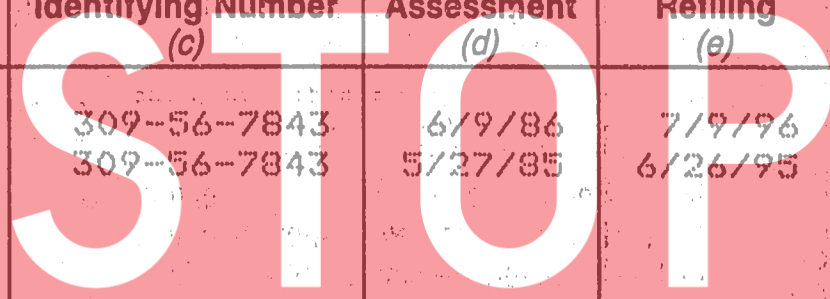 Identifying Number Assessment Refiling
(c) (d) (e)
309-56-7843 6/9/86 7/9/96
309-56-7843 5/27/85 6/26/95
STOP